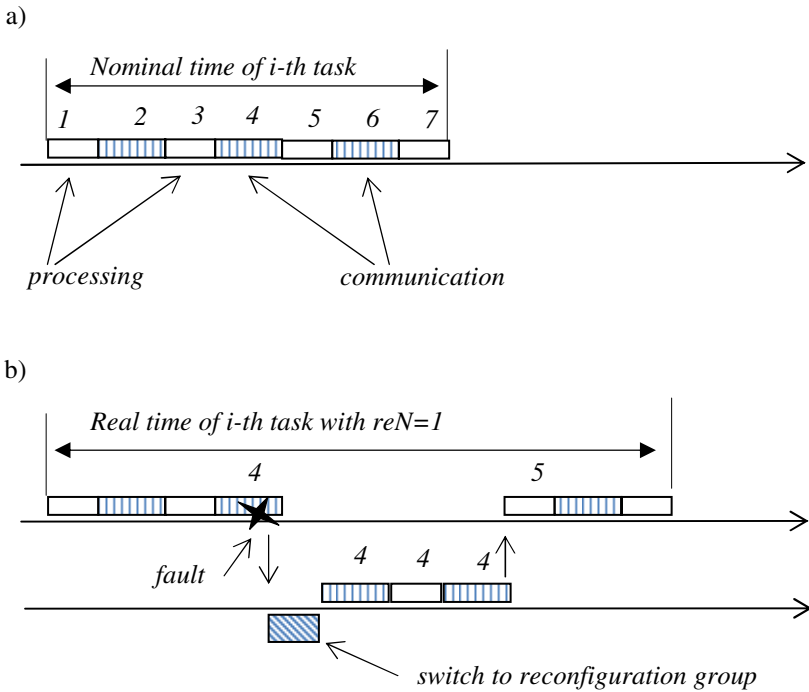 a)
Nominal time of i-th task
1 2 3 4 5 6 7
processing communication
b)
Real time of i-th task with reN=1
4 5
fault 4 4 4
switch to reconfiguration group